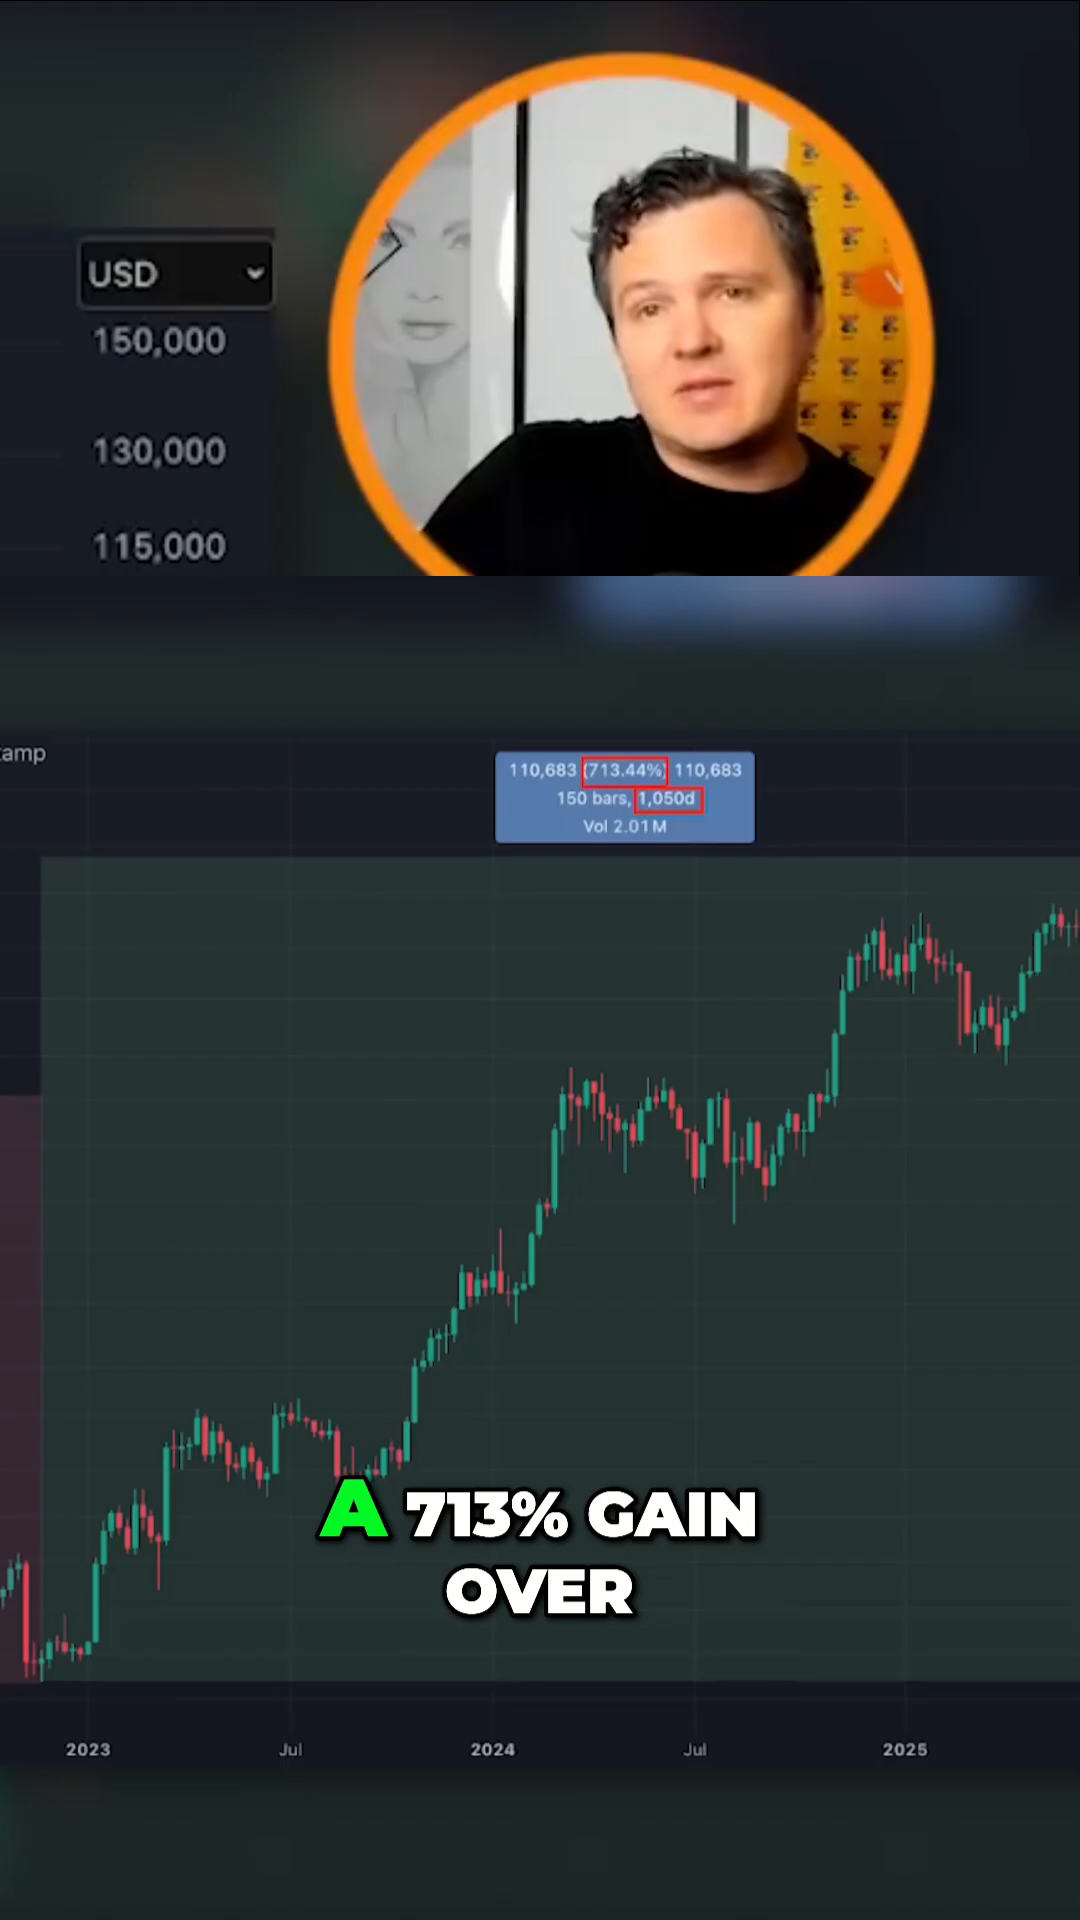 USD
150,000
130,000
115,000
tamp
110,683 (713.44%) 110,683
150 bars, 1,050d
Vol 2.01M
A 713% GAIN
OVER
2023 Jul 2024 Jul 2025